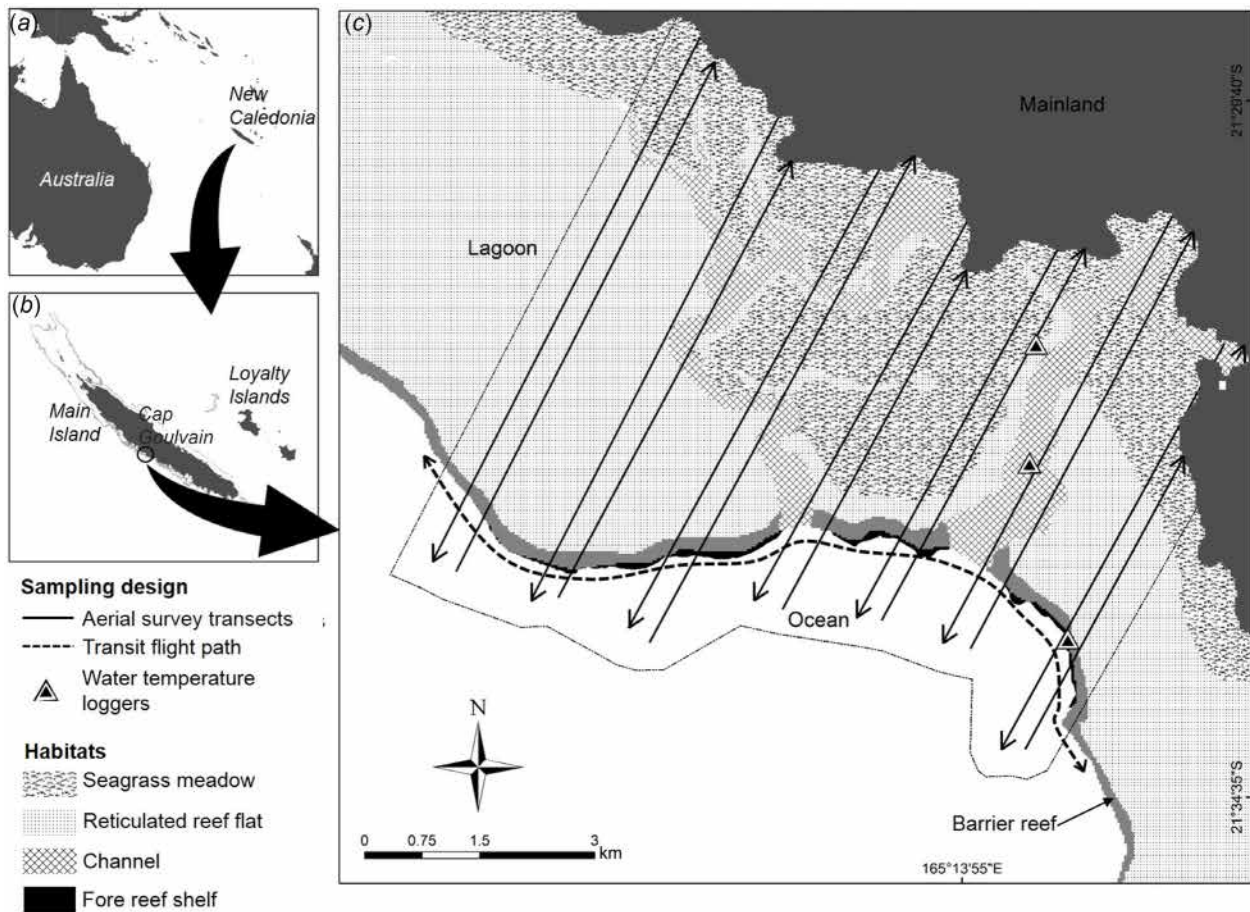 (a)
New
Caledonia
Australia
(b)
Loyalty
Islands
Main
Island
Cap
Goulvain
Sampling design
Aerial survey transects
Transit flight path
Water temperature
loggers
Habitats
Seagrass meadow
Reticulated reef flat
Channel
Fore reef shelf
(c)
Mainland
21°29'40"S
Lagoon
Ocean
N
0 0.75 1.5 3
km
Barrier reef
21°34'35"S
165°13'55"E